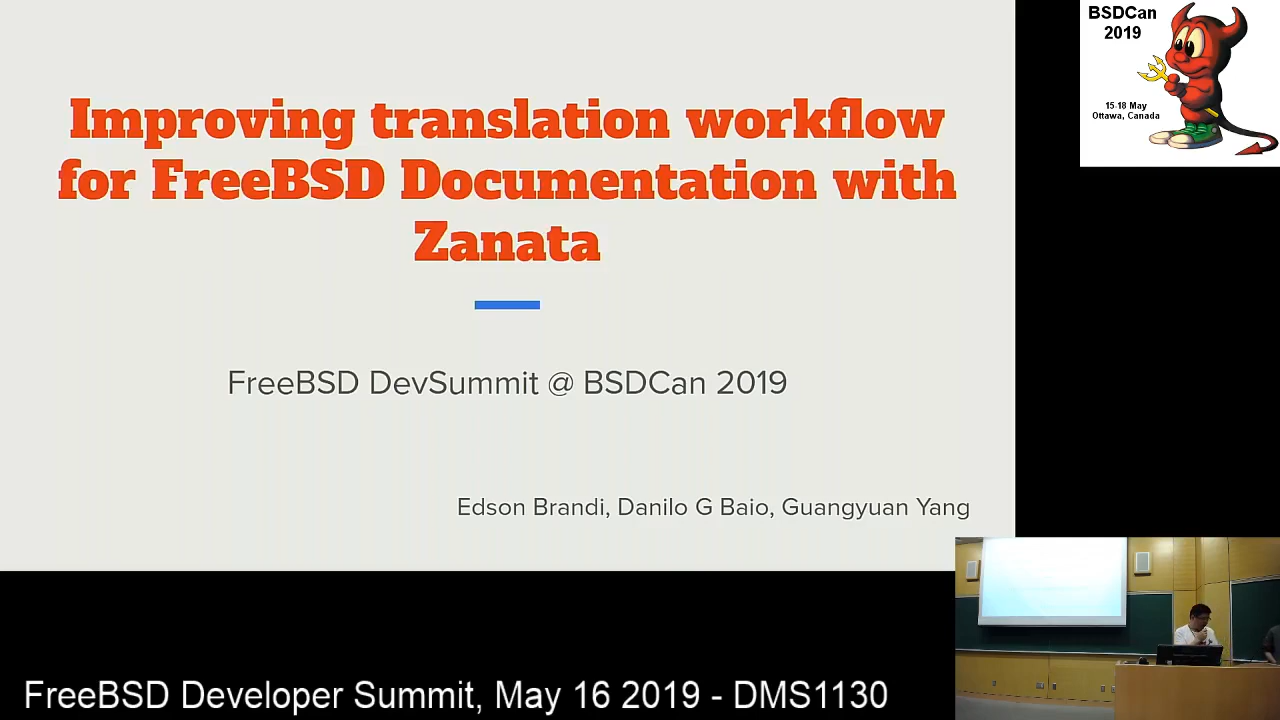 Improving translation workflow
for FreeBSD Documentation with
Zanata
FreeBSD DevSummit @ BSDCan 2019
Edson Brandi, Danilo G Baio, Guangyuan Yang
BSDCan
2019
15-18 May
Ottawa, Canada
FreeBSD Developer Summit, May 16 2019 - DMS1130